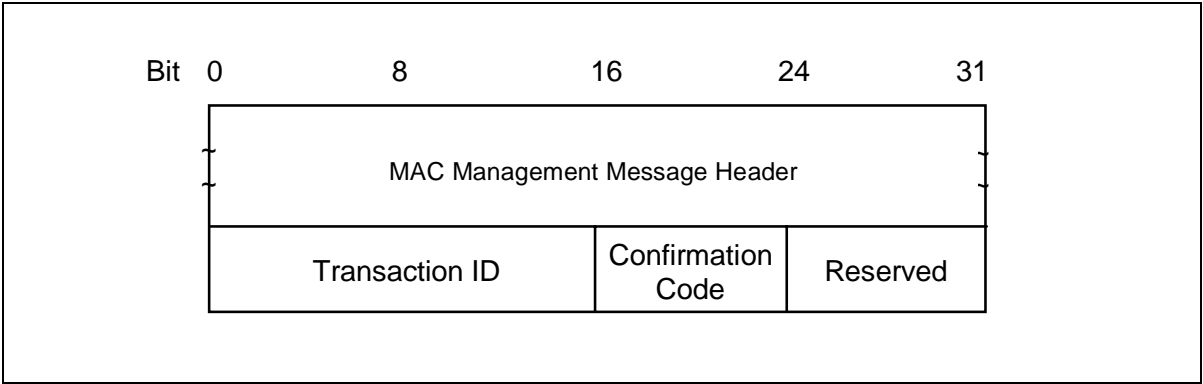 Bit 0 8 16 24 31
MAC Management Message Header
Transaction ID
Confirmation
Code
Reserved